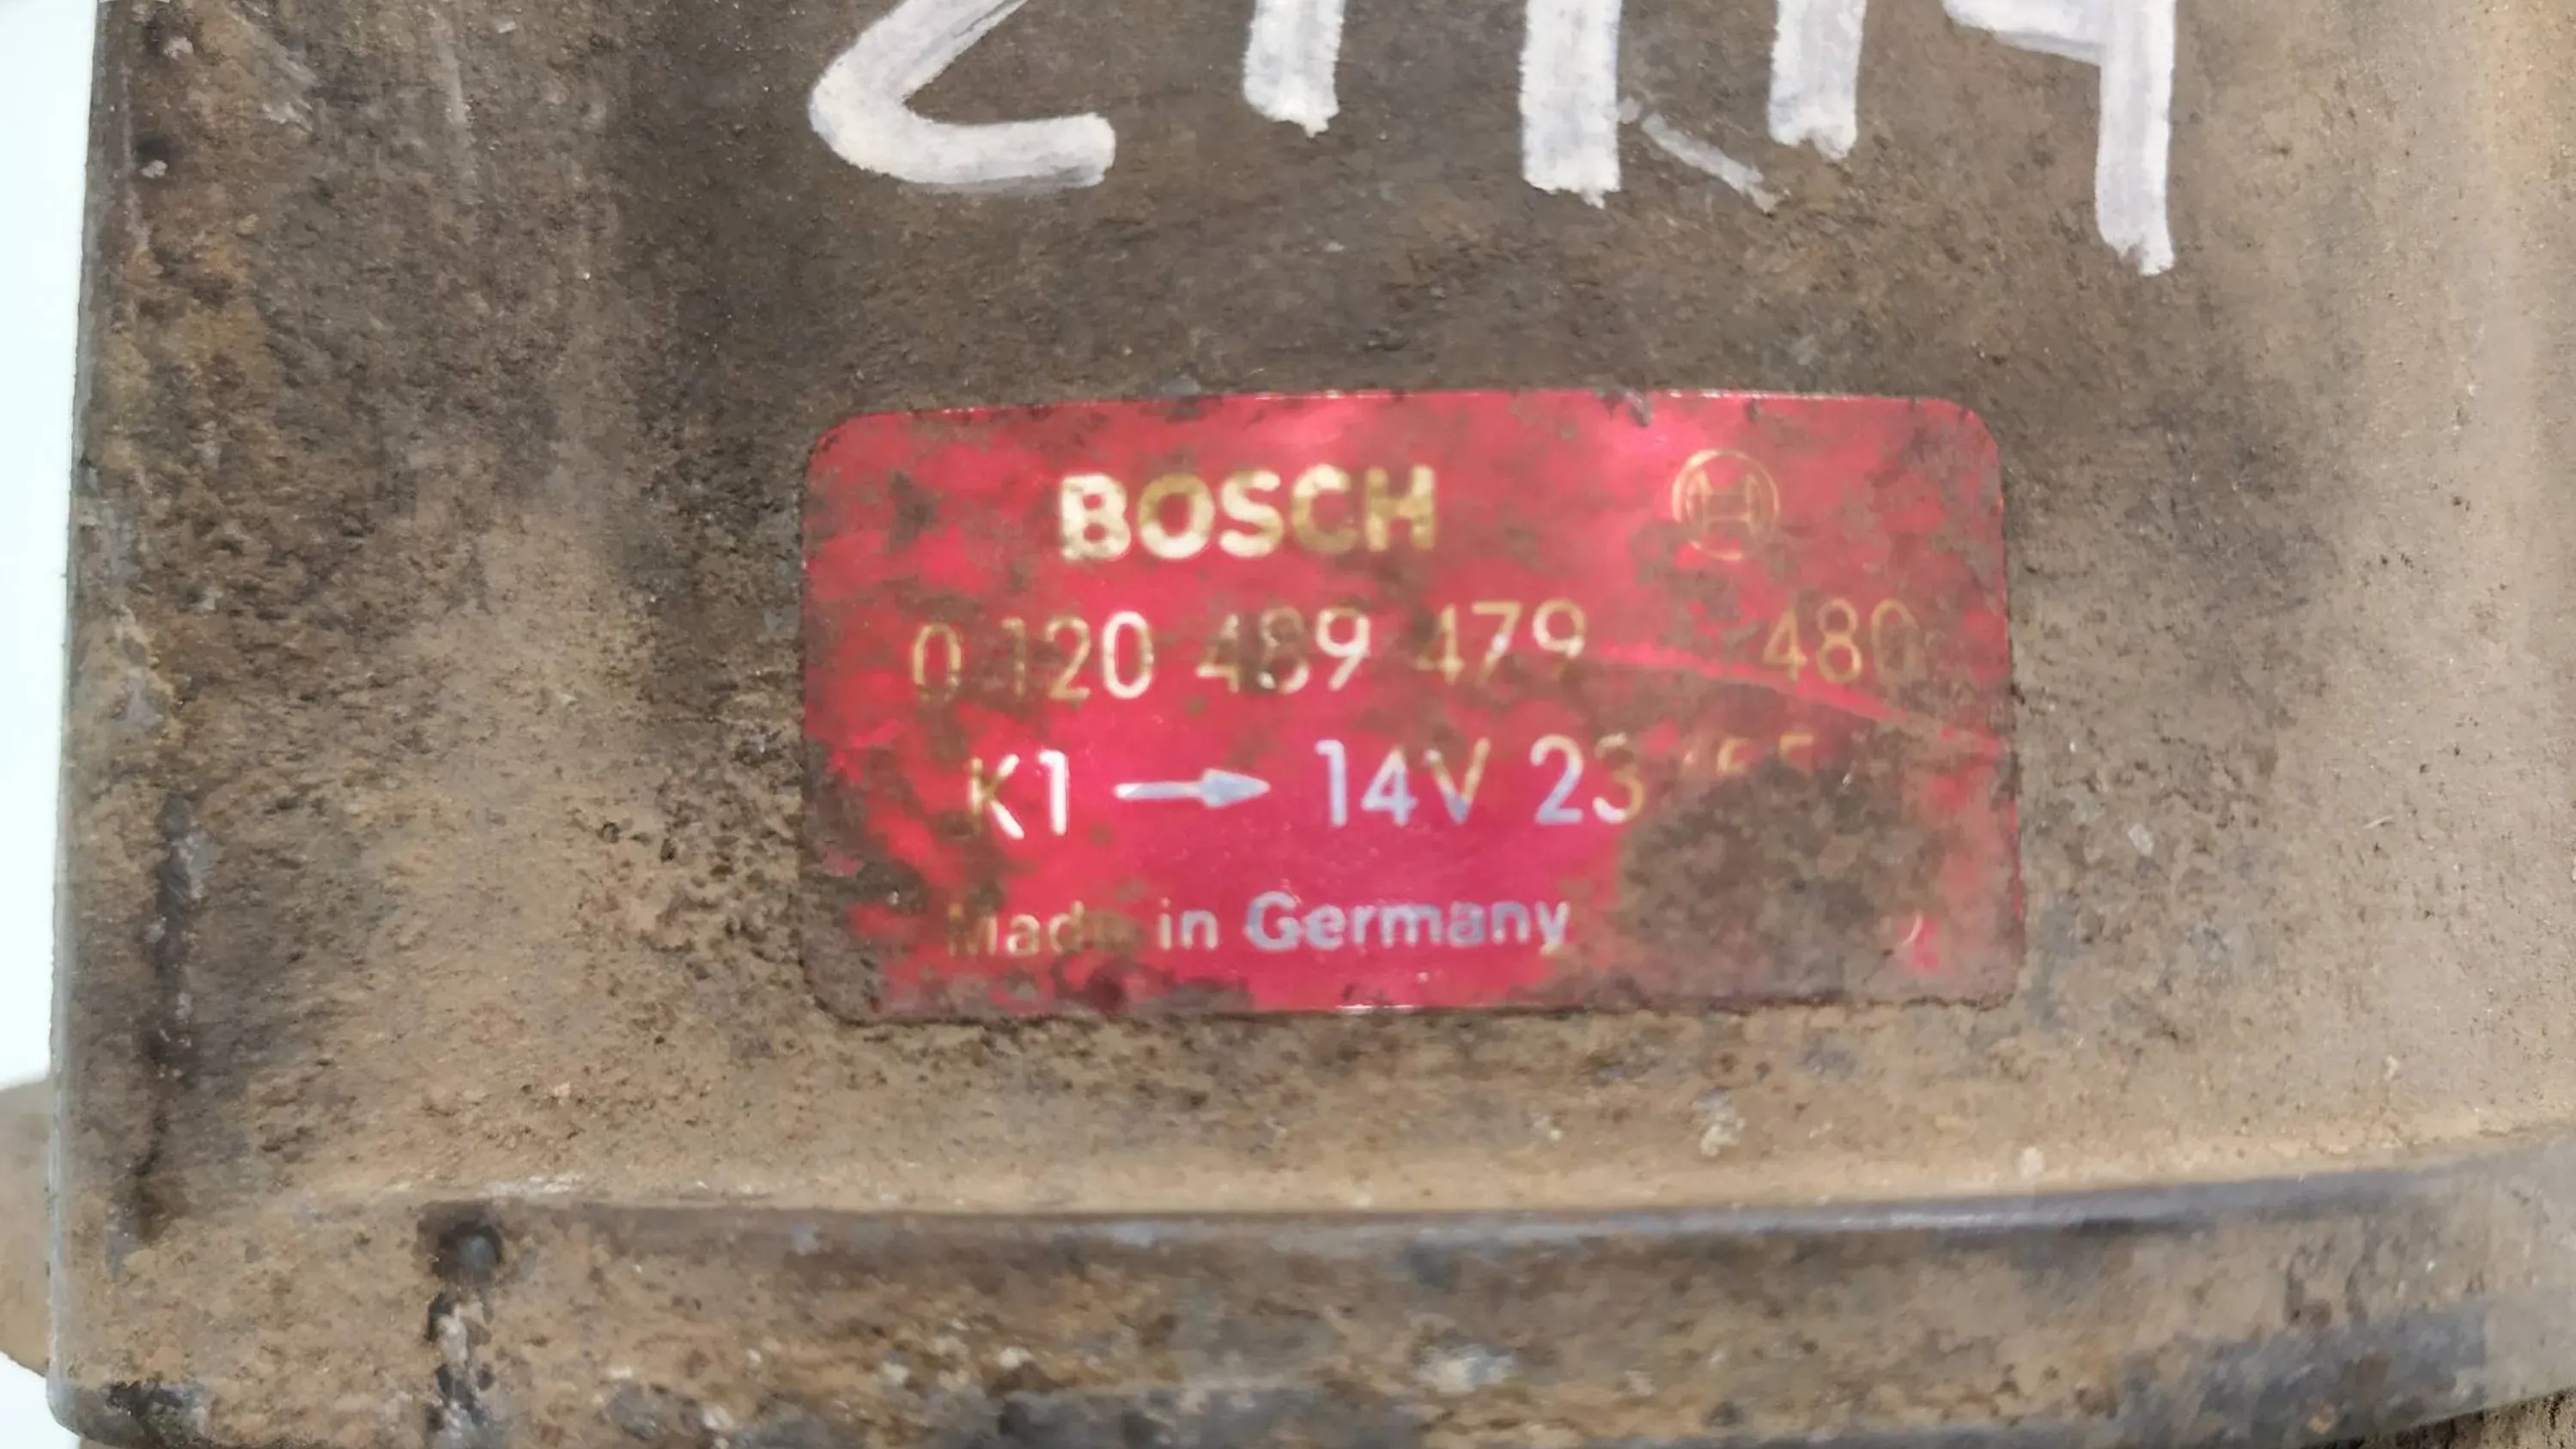 BOSCH
0 120 489 479 480
K1 → 14V 23
Made in Germany